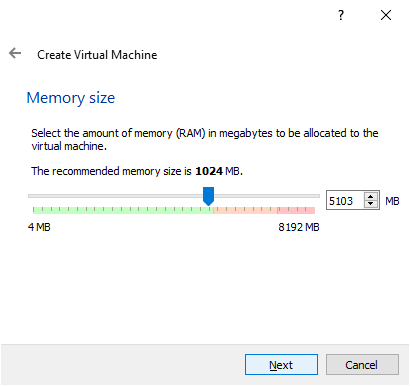 ?
Create Virtual Machine
Memory size
Select the amount of memory (RAM) in megabytes to be allocated to the
virtual machine.
The recommended memory size is 1024 MB.
5103 MB
4 MB 8192 MB
Next Cancel